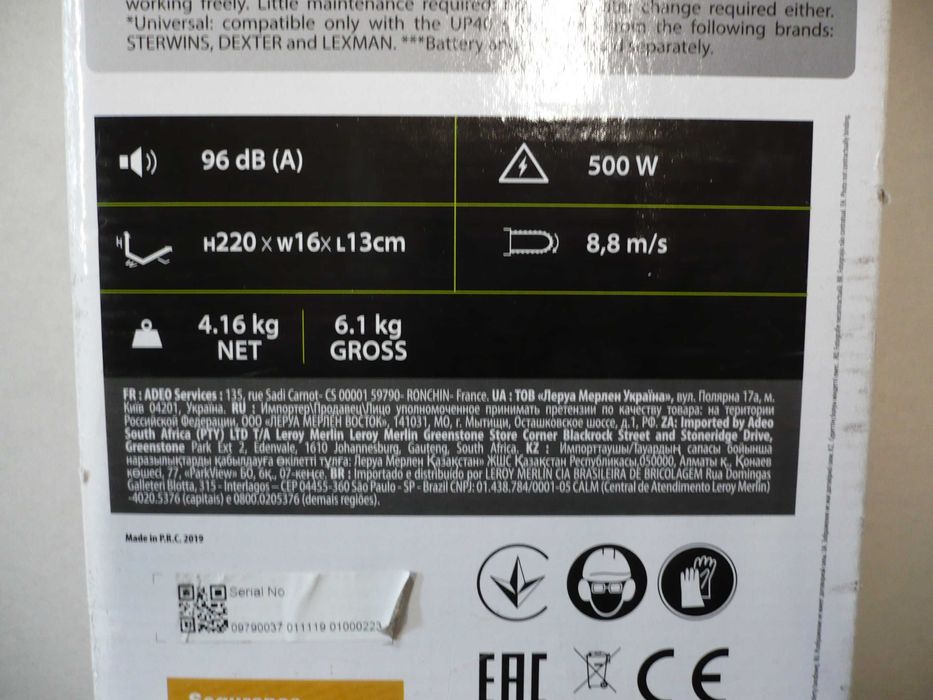 working freely. Little maintenance required: change required either.
*Universal: compatible only with the UP40 from the following brands:
STERWINS, DEXTER and LEXMAN. ***Battery separately.
96 dB (A)
500 W
H
H220 x W16x L13cm
8,8 m/s
4.16 kg
NET
6.1 kg
GROSS
FR : ADEO Services : 135, rue Sadi Carnot- CS 00001 59790- RONCHIN- France. UA : ТОВ «Леруа Мерлен Україна», вул. Полярна 17а, м.
Київ 04201, Україна. RU : Импортер\Продавец\Лицо уполномоченное принимать претензии по качеству товара: на територии
Российской Федерации, ООО «ЛЕРУА МЕРЛЕН ВОСТОК», 141031, МО, г. Мытищи, Осташковское шоссе, д.1, РФ. ZA: Imported by Adeo
South Africa (PTY) LTD T/A Leroy Merlin Leroy Merlin Greenstone Store Corner Blackrock Street and Stoneridge Drive,
Greenstone Park Ext 2, Edenvale, 1610 Johannesburg, Gauteng, South Africa. KZ : Импорттаушы/Тауардың сапасы бойынша
наразылықтарды қабылдауға өкілетті тұлға: Леруа Мерлен Қазақстан» ЖШС Қазақстан Республикасы,050000, Алматы қ., Қонаев
көшесі, 77, «ParkView» БО, 6қ., 07-кеңсе. BR : Importado e distribuído por LEROY MERLIN CIA BRASILEIRA DE BRICOLAGEM Rua Domingas
Galleteri Blotta, 315 - Interlagos – CEP 04455-360 São Paulo - SP - Brazil CNPJ: 01.438.784/0001-05 CALM (Central de Atendimento Leroy Merlin)
-4020.5376 (capitais) e 0800.0205376 (demais regiões).
Made in P.R.C. 2019
Serial No
09790037 011119 0100022
EAC
CE